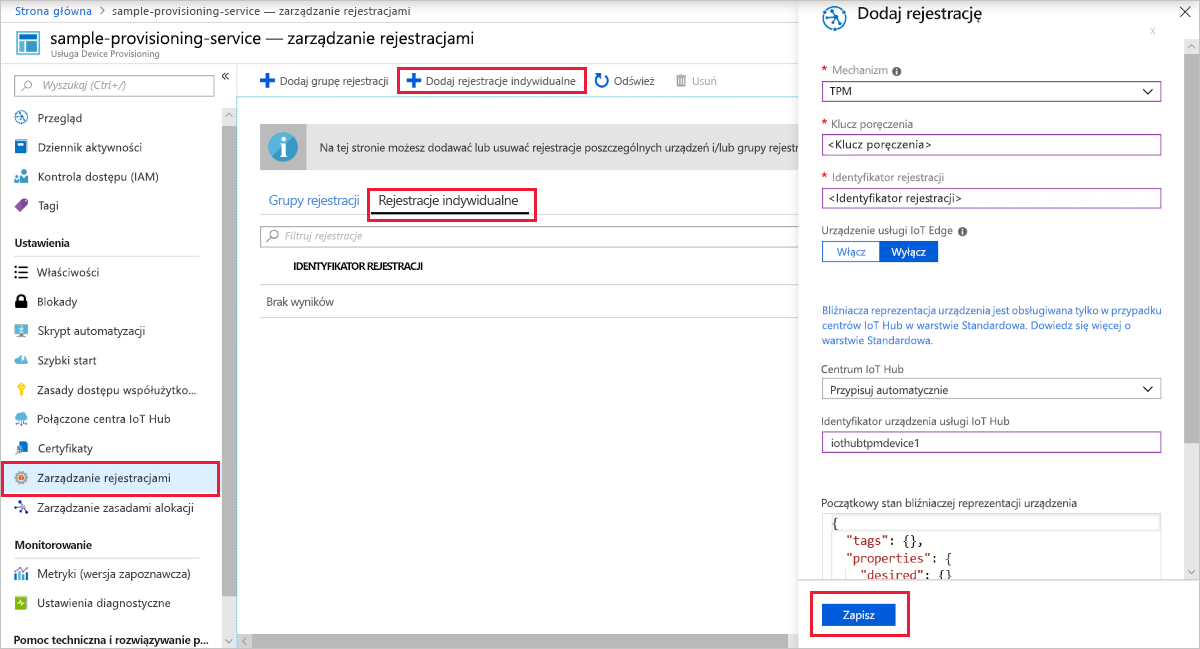 Strona główna > sample-provisioning-service — zarządzanie rejestracjami
sample-provisioning-service — zarządzanie rejestracjami
Usługa Device Provisioning
Wyszukaj (Ctrl+/)
«
Przegląd
Dziennik aktywności
Kontrola dostępu (IAM)
Tagi
Ustawienia
Właściwości
Blokady
Skrypt automatyzacji
Szybki start
Zasady dostępu współużytko...
Połączone centra IoT Hub
Certyfikaty
Zarządzanie rejestracjami
Zarządzanie zasadami alokacji
Monitorowanie
Metryki (wersja zapoznawcza)
Ustawienia diagnostyczne
Pomoc techniczna i rozwiązywanie p...
Dodaj grupę rejestracji
Dodaj rejestracje indywidualne
Odśwież
Usuń
Na tej stronie możesz dodawać lub usuwać rejestracje poszczególnych urządzeń i/lub grupy rejestr
Grupy rejestracji
Rejestracje indywidualne
Filtruj rejestracje
IDENTYFIKATOR REJESTRACJI
Brak wyników
Dodaj rejestrację
x
* Mechanizm
TPM
* Klucz poręczenia
<Klucz poręczenia>
* Identyfikator rejestracji
<Identyfikator rejestracji>
Urządzenie usługi IoT Edge
Włącz
Wyłącz
Bliźniacza reprezentacja urządzenia jest obsługiwana tylko w przypadku
centrów IoT Hub w warstwie Standardowa. Dowiedz się więcej o
warstwie Standardowa.
Centrum IoT Hub
Przypisuj automatycznie
Identyfikator urządzenia usługi IoT Hub
iothubtpmdevice1
Początkowy stan bliźniaczej reprezentacji urządzenia
{
"tags": {},
"properties": {
"desired": {}
Zapisz